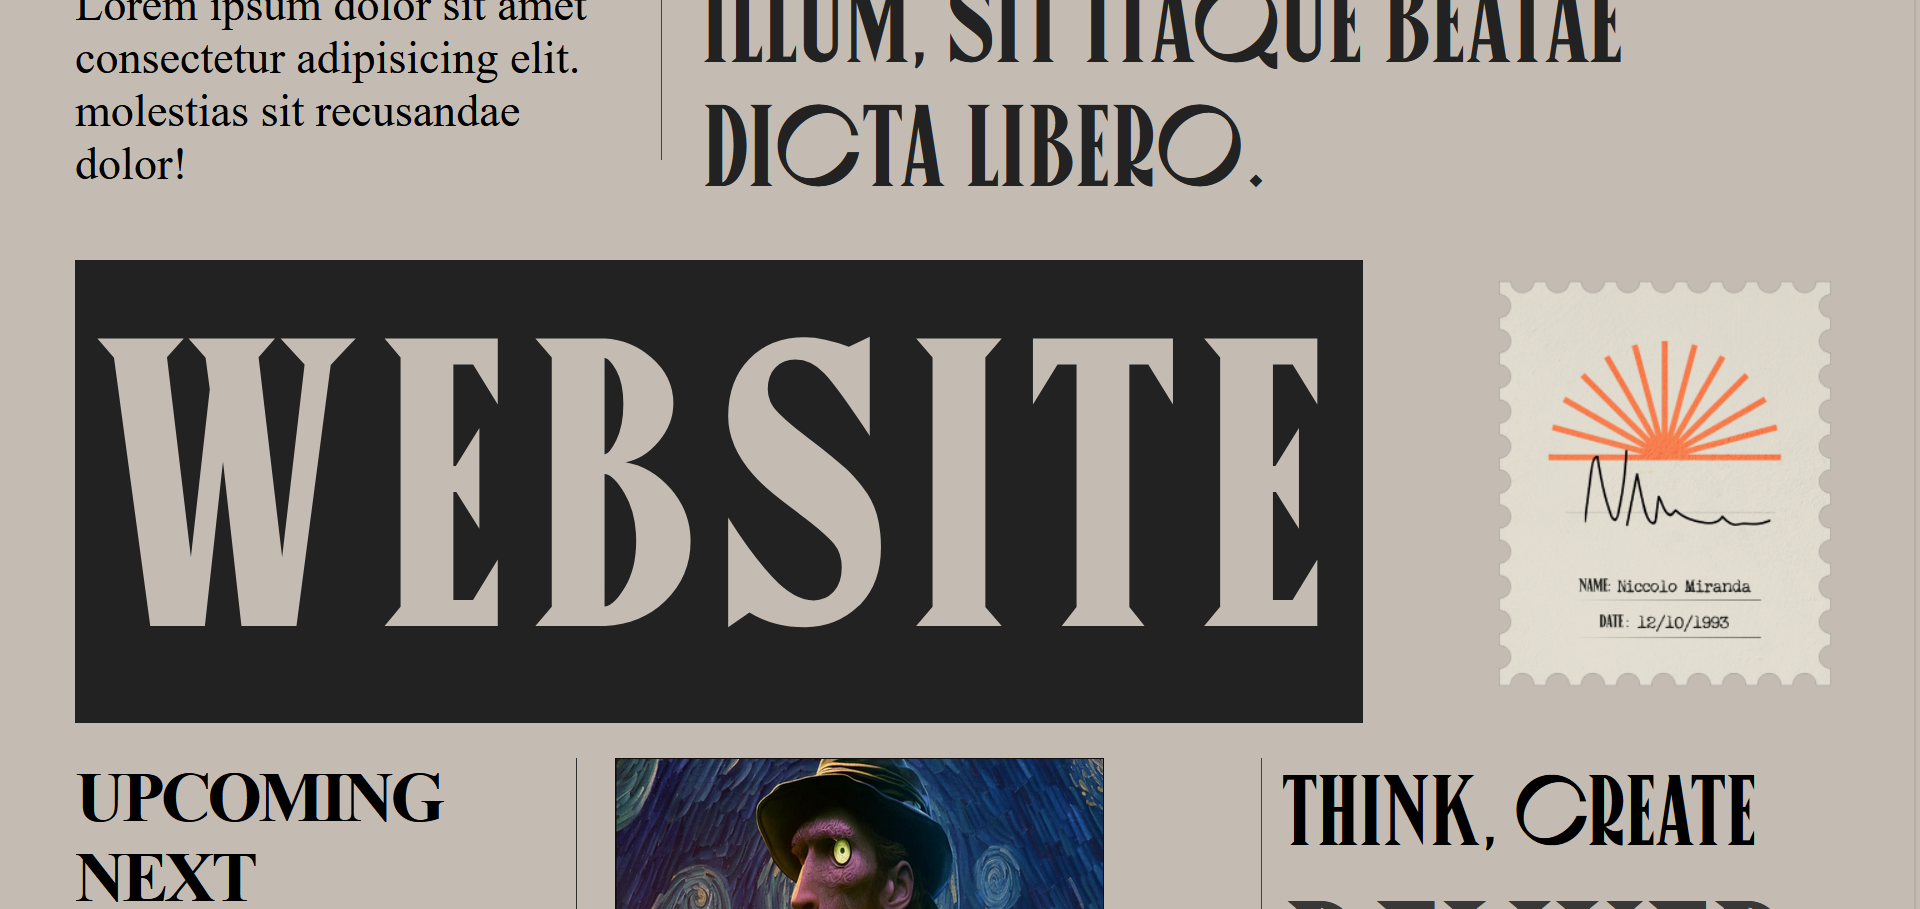 Lorem ipsum dolor sit amet
consectetur adipisicing elit.
molestias sit recusandae
dolor!
ILLUM, SIT ITAQUE BEATAE
DICTA LIBERO.
WEBSITE
NAME: Niccolo Miranda
DATE: 12/10/1993
UPCOMING
NEXT
THINK, CREATE